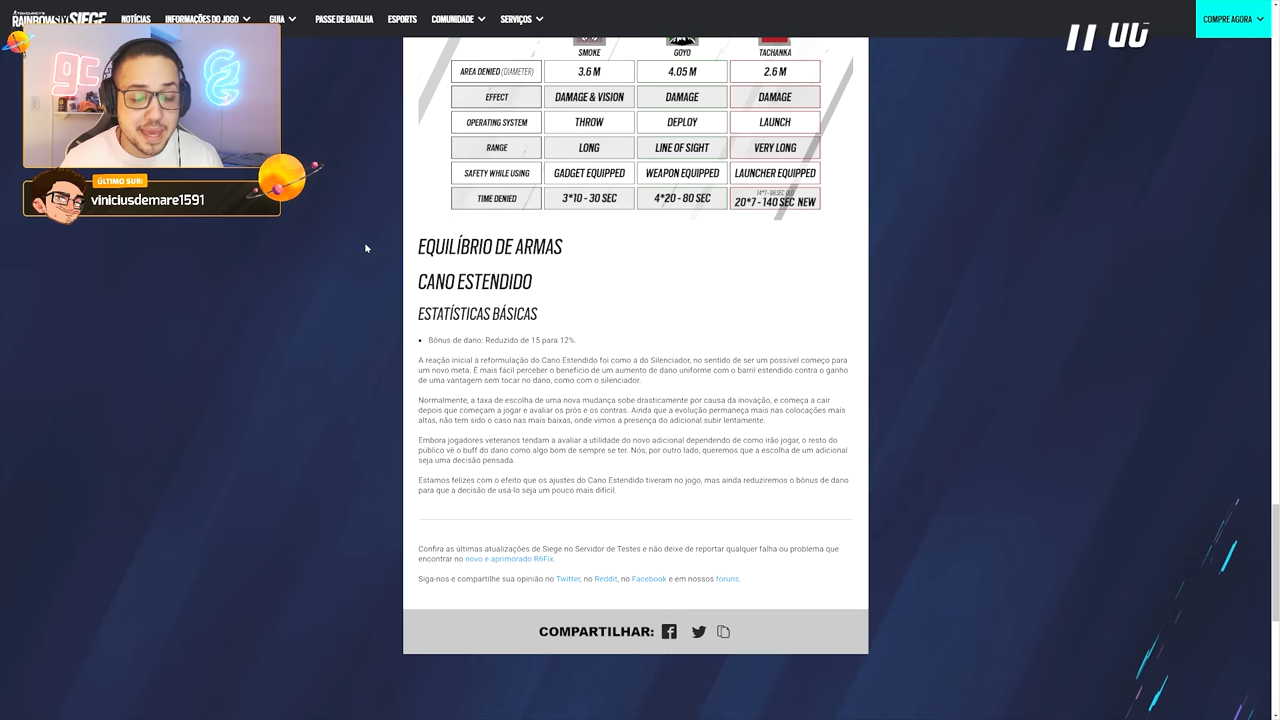 TOM CLANCY'S
RAINBOW SIX SIEGE
NOTÍCIAS
INFORMAÇÕES DO JOGO
GUIA
PASSE DE BATALHA
ESPORTS
COMUNIDADE
SERVIÇOS
COMPRE AGORA
ÚLTIMO SUB:
viniciusdemare1591
SMOKE GOYO TACHANKA
AREA DENIED (DIAMETER) 3.6 M 4.05 M 2.6 M
EFFECT DAMAGE & VISION DAMAGE DAMAGE
OPERATING SYSTEM THROW DEPLOY LAUNCH
RANGE LONG LINE OF SIGHT VERY LONG
SAFETY WHILE USING GADGET EQUIPPED WEAPON EQUIPPED LAUNCHER EQUIPPED
14*7 - 98 SEC OLD
TIME DENIED 3*10 - 30 SEC 4*20 - 80 SEC 20*7 - 140 SEC NEW
EQUILÍBRIO DE ARMAS
CANO ESTENDIDO
ESTATÍSTICAS BÁSICAS
Bônus de dano: Reduzido de 15 para 12%.
A reação inicial à reformulação do Cano Estendido foi como a do Silenciador, no sentido de ser um possível começo para
um novo meta. É mais fácil perceber o benefício de um aumento de dano uniforme com o barril estendido contra o ganho
de uma vantagem sem tocar no dano, como com o silenciador.
Normalmente, a taxa de escolha de uma nova mudança sobe drasticamente por causa da inovação, e começa a cair
depois que começam a jogar e avaliar os prós e os contras. Ainda que a evolução permaneça mais nas colocações mais
altas, não tem sido o caso nas mais baixas, onde vimos a presença do adicional subir lentamente.
Embora jogadores veteranos tendam a avaliar a utilidade do novo adicional dependendo de como irão jogar, o resto do
público vê o buff do dano como algo bom de sempre se ter. Nós, por outro lado, queremos que a escolha de um adicional
seja uma decisão pensada.
Estamos felizes com o efeito que os ajustes do Cano Estendido tiveram no jogo, mas ainda reduziremos o bônus de dano
para que a decisão de usá-lo seja um pouco mais difícil.
Confira as últimas atualizações de Siege no Servidor de Testes e não deixe de reportar qualquer falha ou problema que
encontrar no novo e aprimorado R6Fix.
Siga-nos e compartilhe sua opinião no Twitter, no Reddit, no Facebook e em nossos fóruns.
COMPARTILHAR: